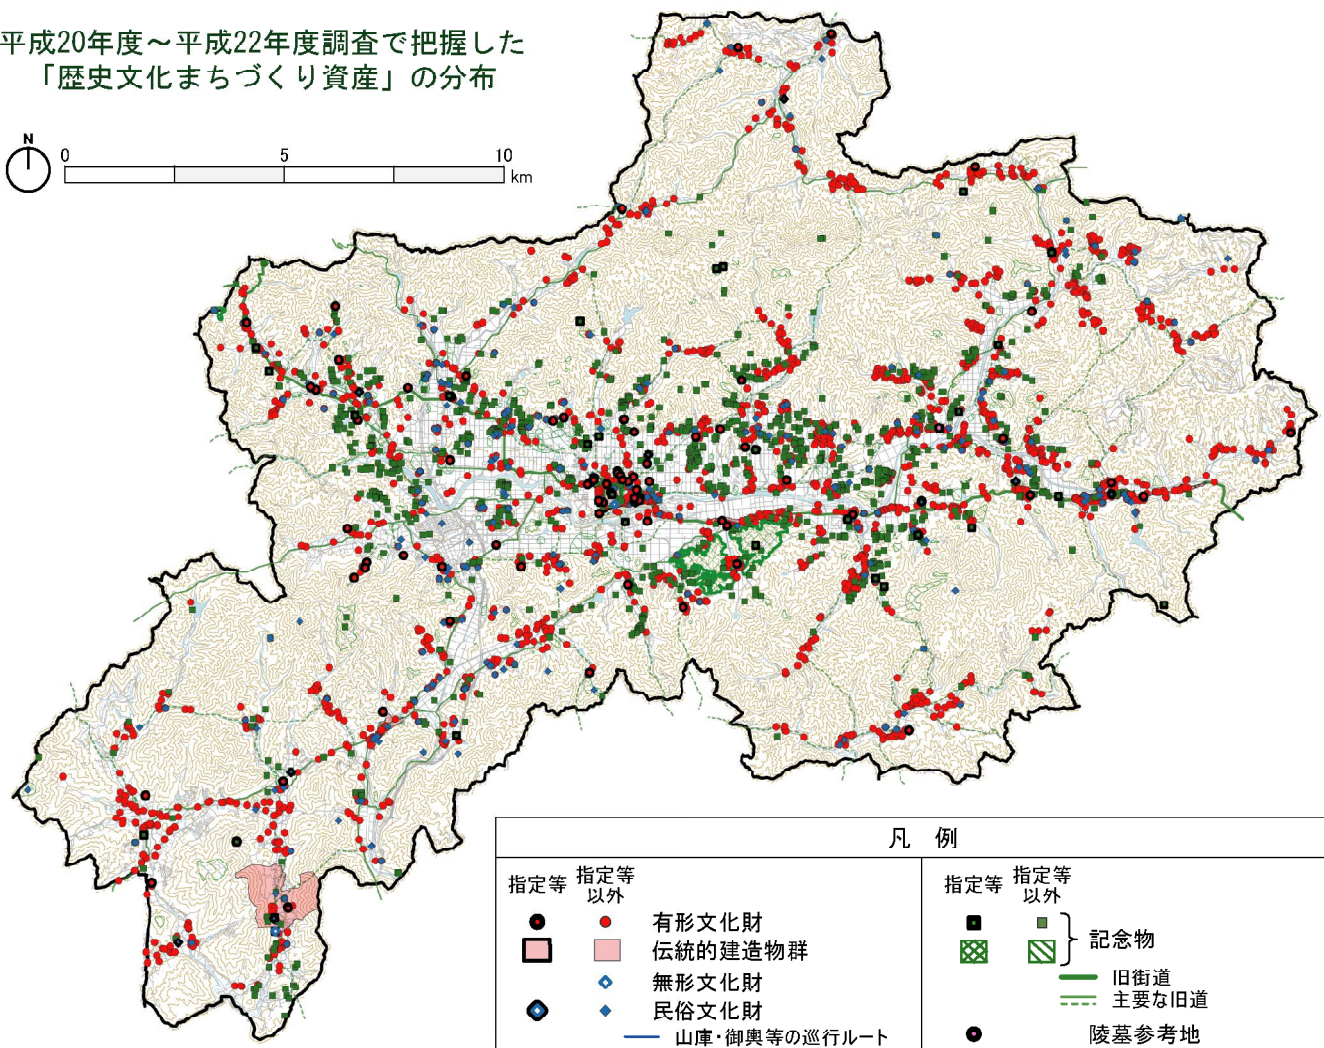 平成20年度～平成22年度調査で把握した
「歴史文化まちづくり資産」の分布
N
0 5 10
km
凡 例
指定等 指定等以外
有形文化財
伝統的建造物群
無形文化財
民俗文化財
山庫・御輿等の巡行ルート
指定等 指定等以外
記念物
旧街道
主要な旧道
陵墓参考地